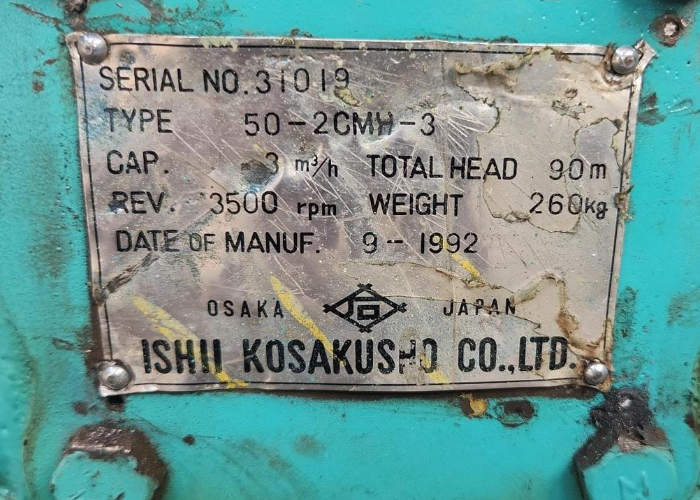 SERIAL NO. 31019
TYPE 50-2CMH-3
CAP. 3 m³/h TOTAL HEAD 90m
REV. 3500 rpm WEIGHT 260kg
DATE OF MANUF. 9-1992
OSAKA JAPAN
ISHII KOSAKUSHO CO.,LTD.